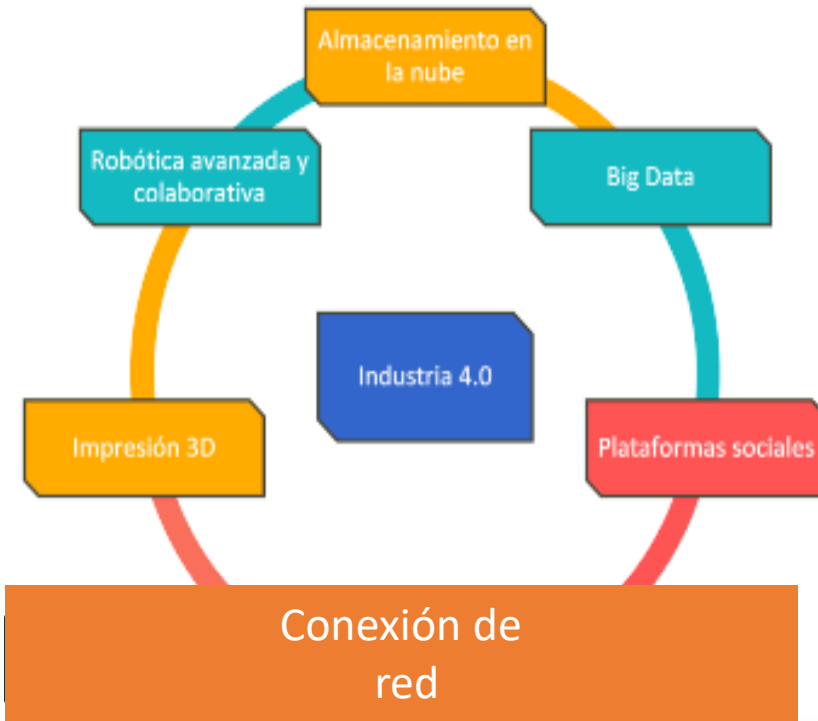 Almacenamiento en
la nube
Robótica avanzada y
colaborativa
Big Data
Industria 4.0
Impresión 3D
Plataformas sociales
Conexión de
red